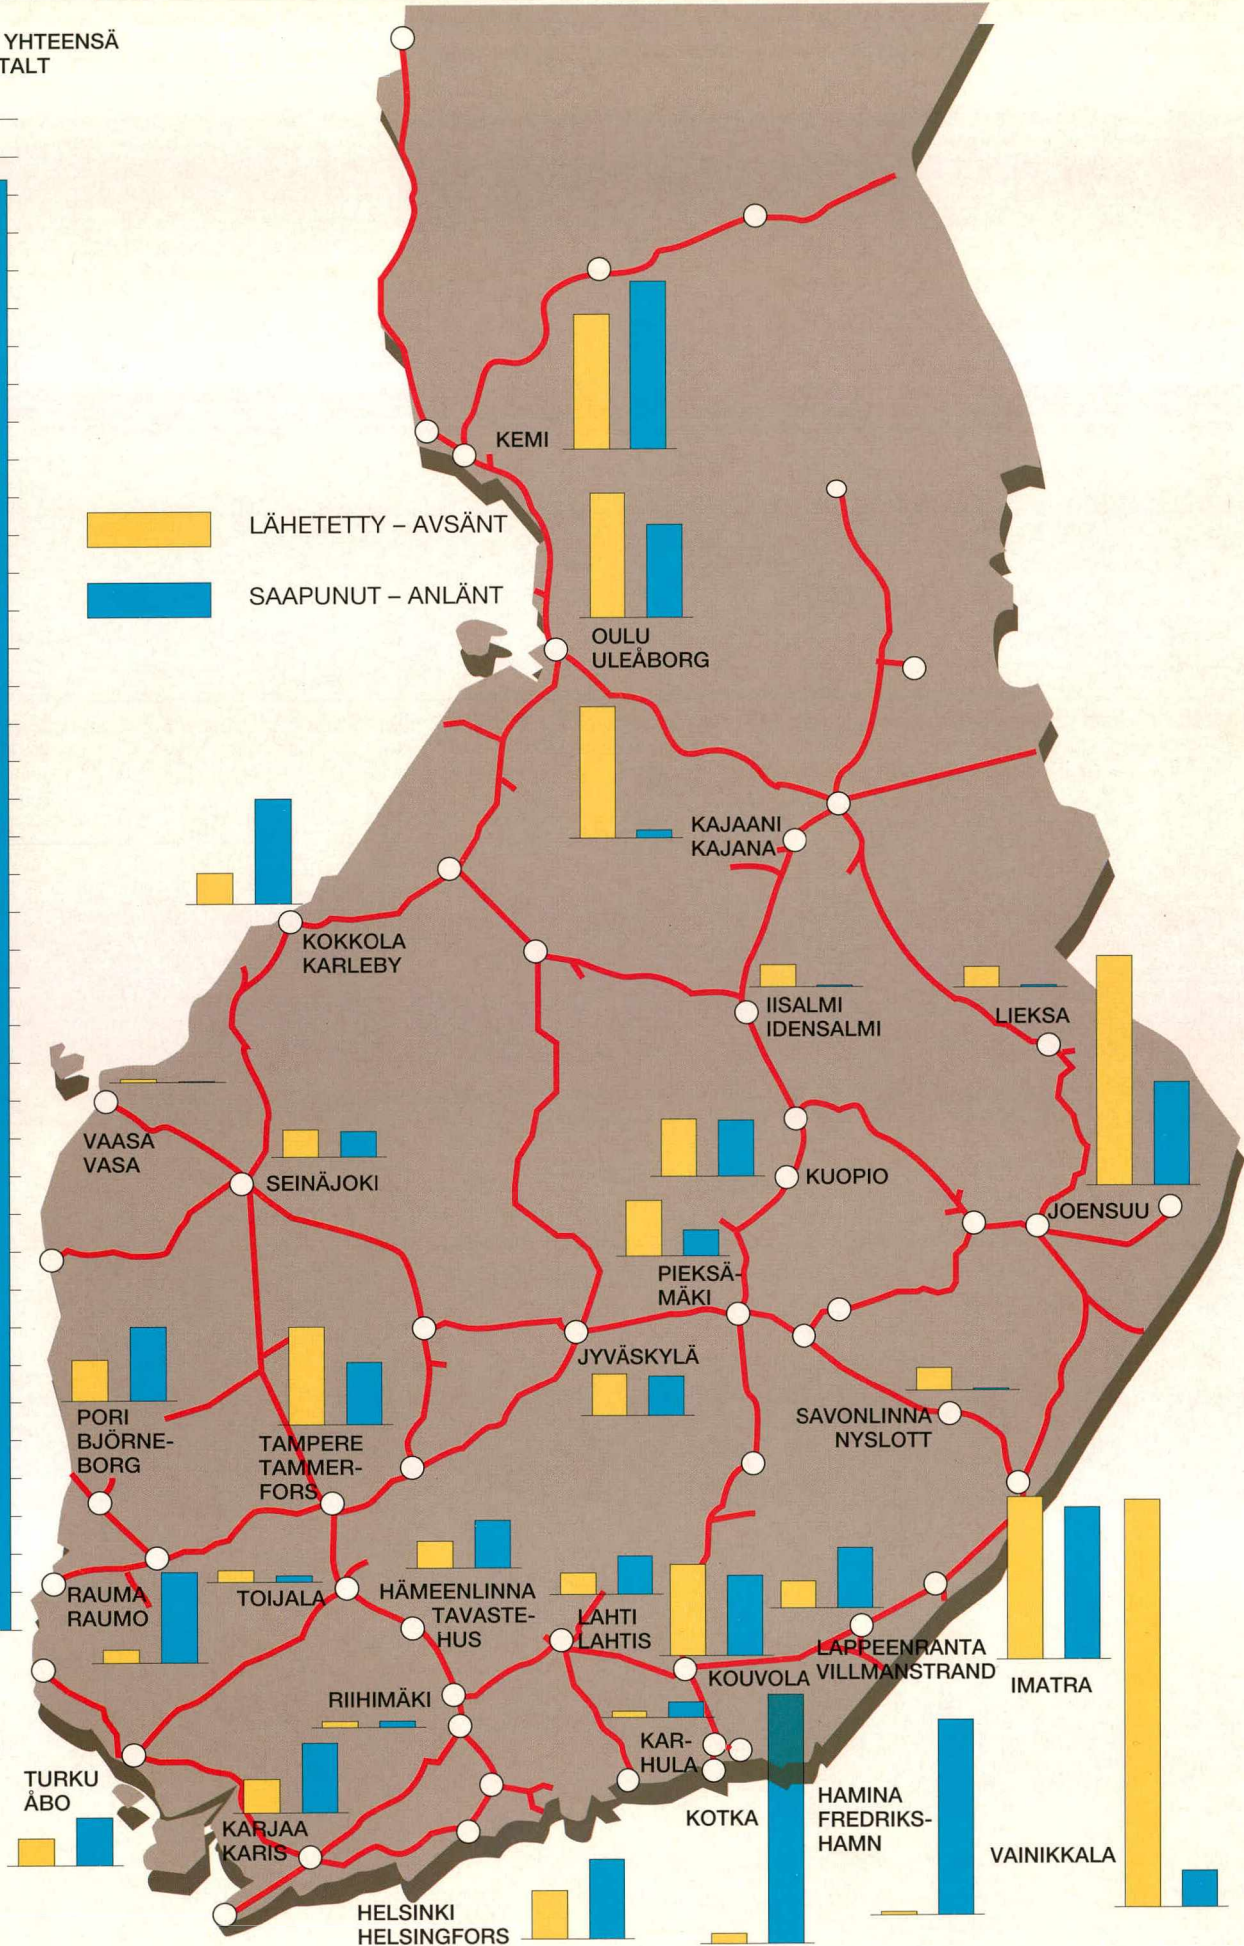 YHTEENSÄ
TALT
KEMI
LÄHETETTY – AVSÄNT
SAAPUNUT – ANLÄNT
OULU
ULEÅBORG
KAJAANI
KAJANA
KOKKOLA
KARLEBY
IISALMI
IDENSALMI
LIEKSA
VAASA
VASA
SEINÄJOKI
KUOPIO
JOENSUU
PIEKSÄ-
MÄKI
JYVÄSKYLÄ
PORI
BJÖRNE-
BORG
TAMPERE
TAMMER-
FORS
SAVONLINNA
NYSLOTT
RAUMA
RAUMO
TOIJALA
HÄMEENLINNA
TAVASTE-
HUS
LAHTI
LAHTIS
LAPPEENRANTA
VILLMANSTRAND
KOUVOLA
IMATRA
RIIHIMÄKI
KAR-
HULA
TURKU
ÅBO
KARJAA
KARIS
KOTKA
HAMINA
FREDRIKS-
HAMN
VAINIKKALA
HELSINKI
HELSINGFORS